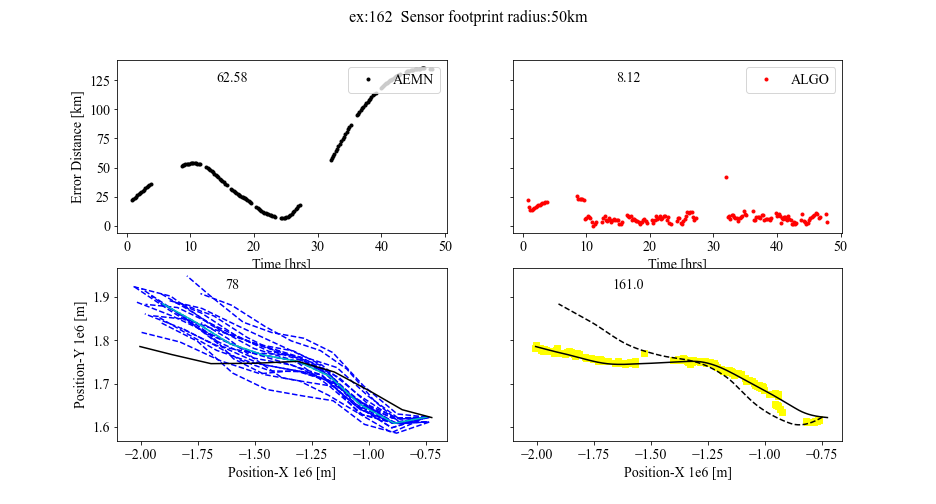 ex:162 Sensor footprint radius:50km
62.58
AEMN
8.12
ALGO
125
100
75
50
25
0
Error Distance [km]
0 10 20 30 40 50
0 10 20 30 40 50
Time [hrs]
Time [hrs]
78
161.0
1.9
1.8
1.7
1.6
Position-Y 1e6 [m]
−2.00 −1.75 −1.50 −1.25 −1.00 −0.75
−2.00 −1.75 −1.50 −1.25 −1.00 −0.75
Position-X 1e6 [m]
Position-X 1e6 [m]